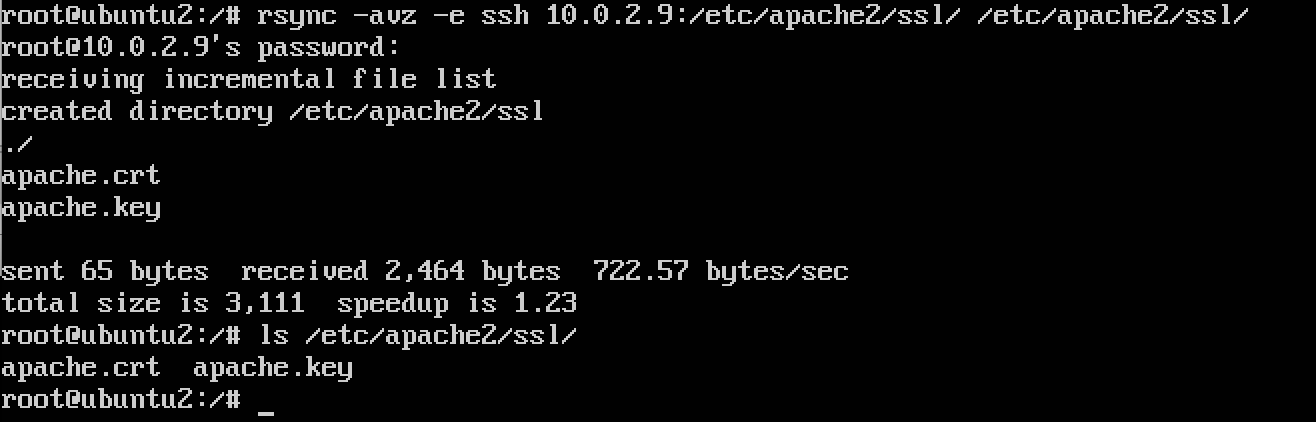 root@ubuntu2:/# rsync -avz -e ssh 10.0.2.9:/etc/apache2/ssl/ /etc/apache2/ssl/
root@10.0.2.9's password:
receiving incremental file list
created directory /etc/apache2/ssl
./
apache.crt
apache.key
sent 65 bytes  received 2,464 bytes  722.57 bytes/sec
total size is 3,111  speedup is 1.23
root@ubuntu2:/# ls /etc/apache2/ssl/
apache.crt  apache.key
root@ubuntu2:/# _